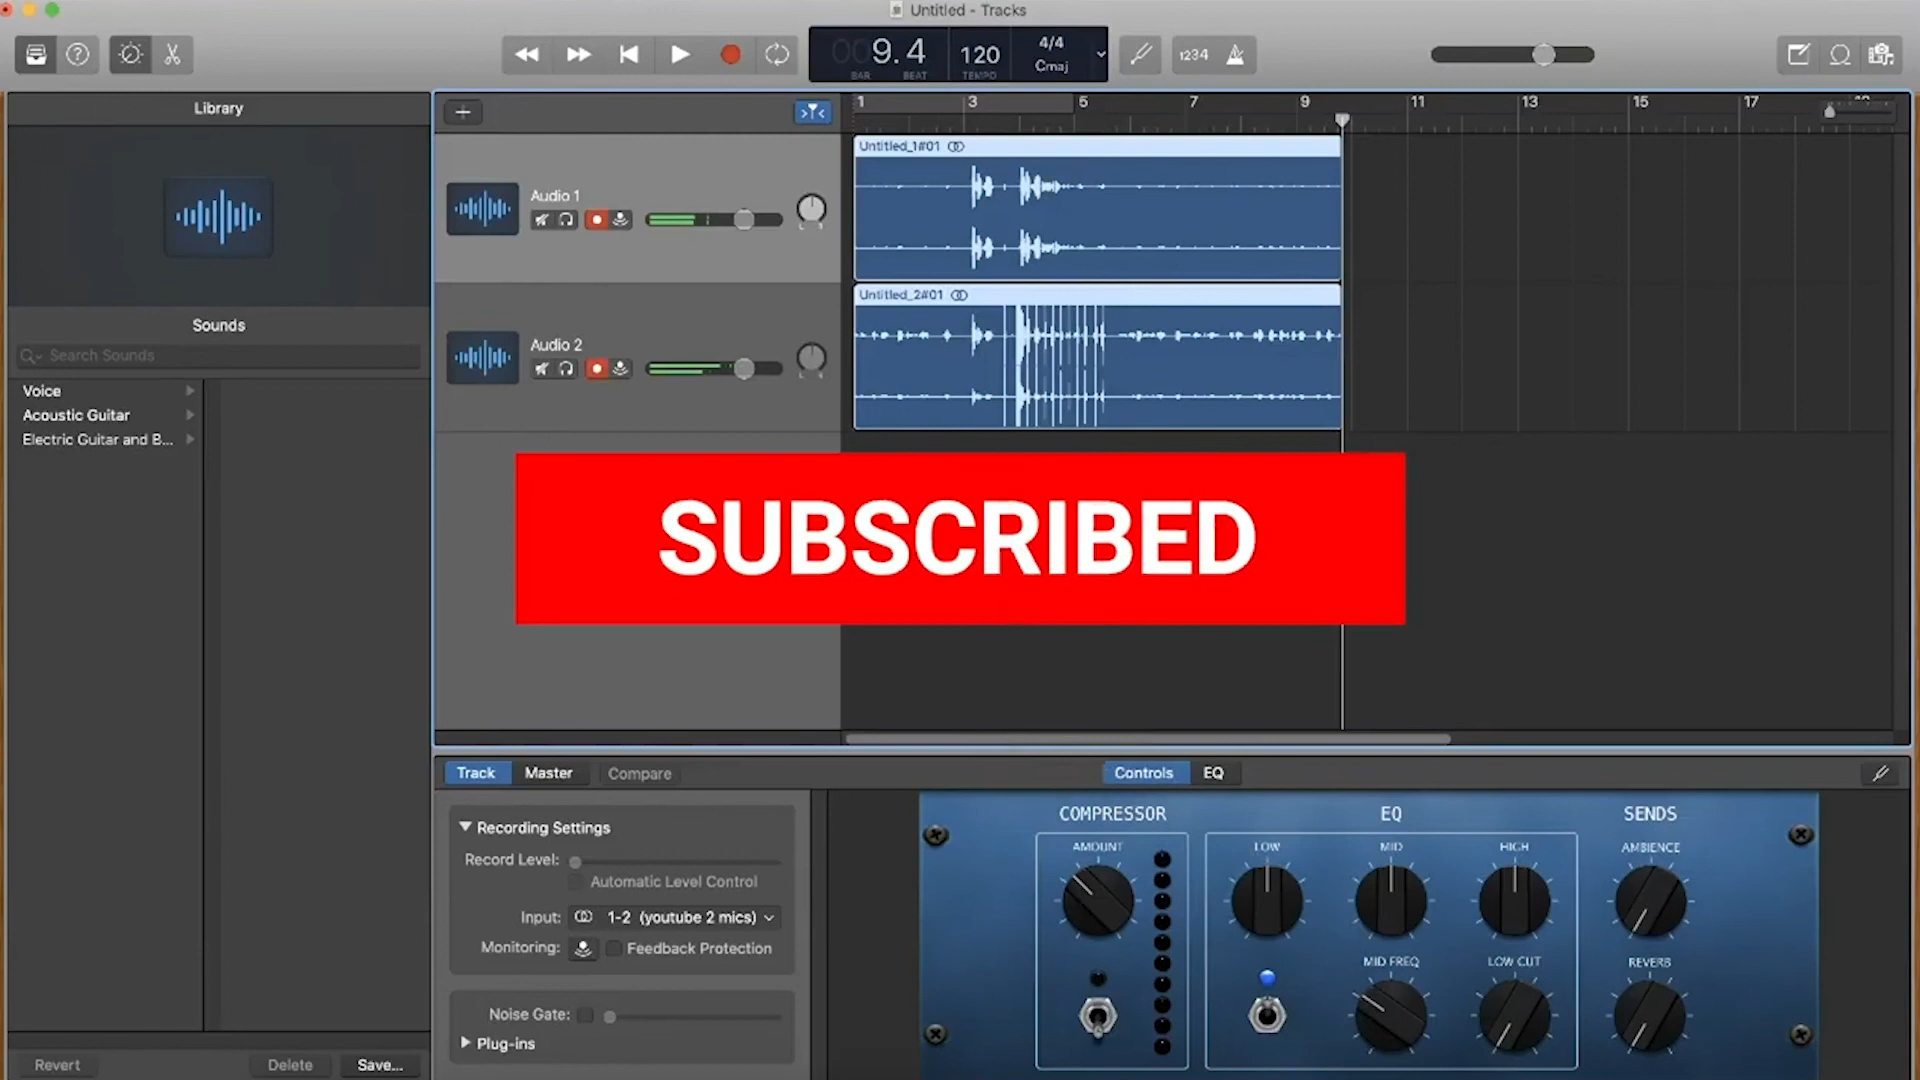 Untitled - Tracks
009.4
BAR BEAT
120
TEMPO
4/4
Cmaj
1234
Library
1 3 5 7 9 11 13 15 17
Untitled_1#01
Audio 1
Untitled_2#01
Audio 2
Sounds
Search Sounds
Voice
Acoustic Guitar
Electric Guitar and B...
SUBSCRIBED
Track Master Compare
Controls EQ
Recording Settings
Record Level:
Automatic Level Control
Input: 1-2 (youtube 2 mics)
Monitoring: Feedback Protection
Noise Gate:
Plug-ins
COMPRESSOR EQ SENDS
AMOUNT LOW MID HIGH AMBIENCE
MID FREQ LOW CUT REVERB
Revert Delete Save...